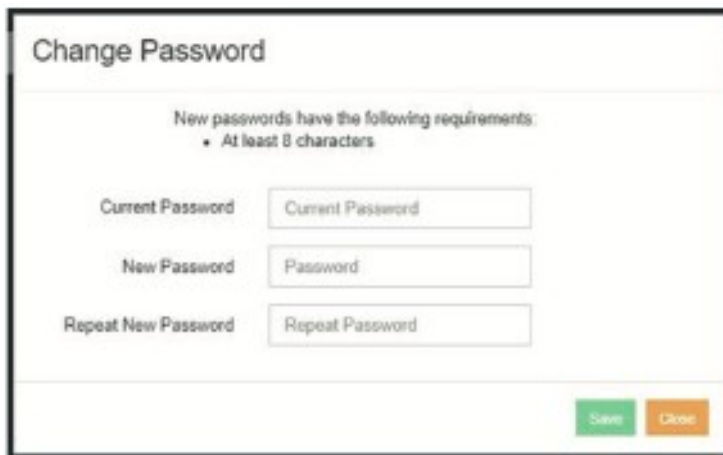 Change Password
New passwords have the following requirements:
• At least 8 characters
Current Password Current Password
New Password Password
Repeat New Password Repeat Password
Save Close